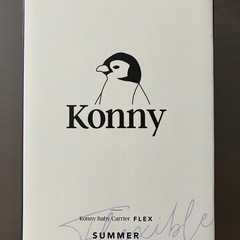 Konny
Konny Baby Carrier FLEX
Flexible
SUMMER